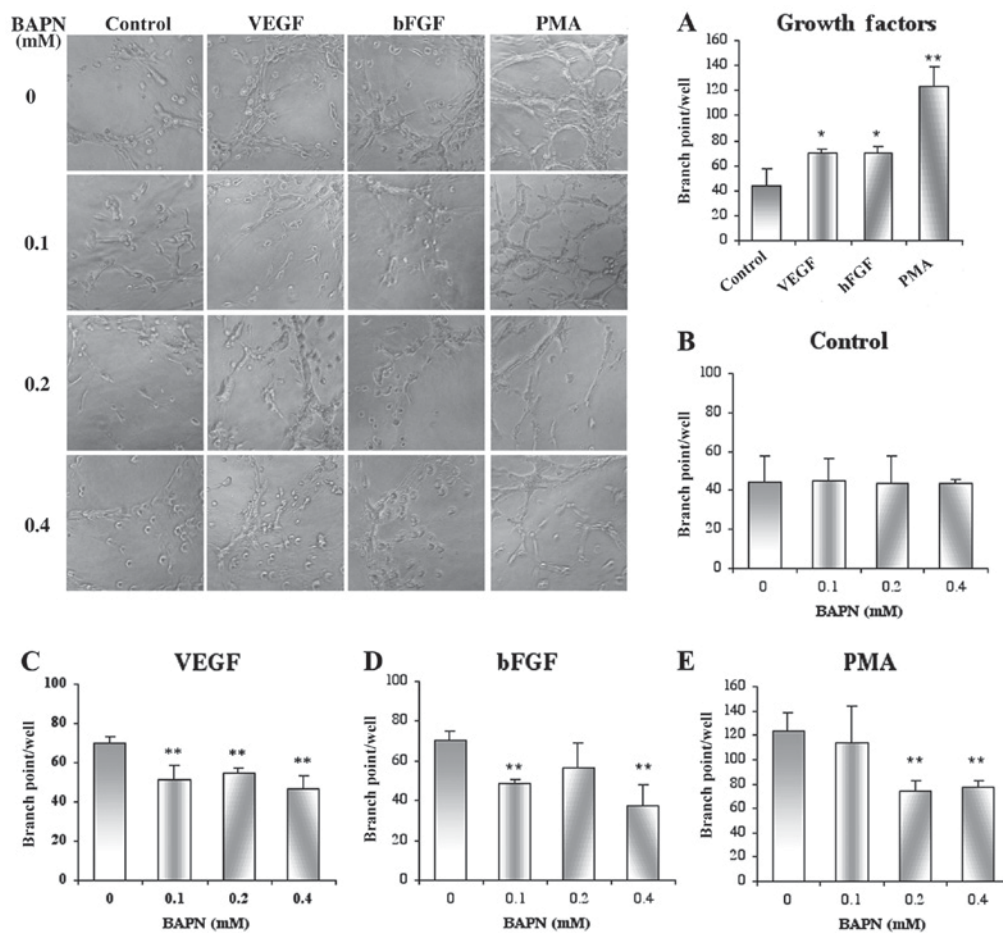 BAPN
(mM)
Control
VEGF
bFGF
PMA
0
0.1
0.2
0.4
A
Growth factors
Branch point/well
160
140
120
100
80
60
40
20
0
*
*
**
Control
VEGF
hFGF
PMA
B
Control
Branch point/well
100
80
60
40
20
0
0
0.1
0.2
0.4
BAPN (mM)
C
VEGF
Branch point/well
100
80
60
40
20
0
**
**
**
0
0.1
0.2
0.4
BAPN (mM)
D
bFGF
Branch point/well
100
80
60
40
20
0
**
**
0
0.1
0.2
0.4
BAPN (mM)
E
PMA
Branch point/well
160
140
120
100
80
60
40
20
0
**
**
0
0.1
0.2
0.4
BAPN (mM)